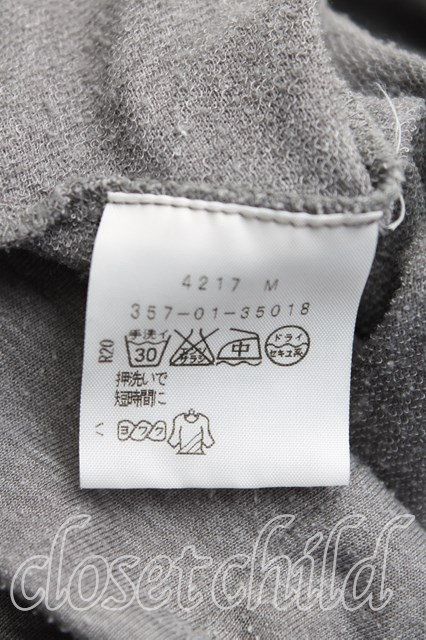 4217 M
357-01-35018
R20
手洗イ 30 エンソサラシ 中 ドライ セキユ系
押洗いで
短時間に
ヨワク
closet child